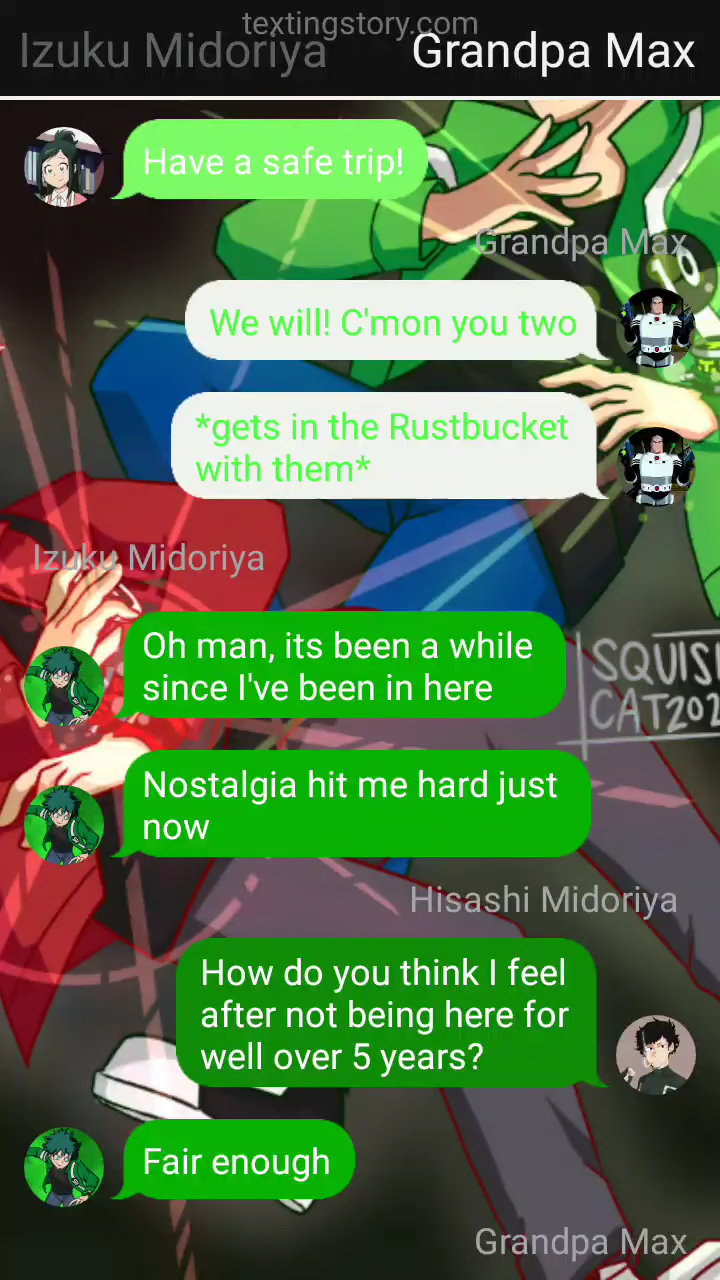 textingstory.com
Izuku Midoriya
Grandpa Max
Have a safe trip!
Grandpa Max
10
We will! C'mon you two
*gets in the Rustbucket
with them*
Izuku Midoriya
Oh man, its been a while
since I've been in here
SQUIS
CAT202
Nostalgia hit me hard just
now
Hisashi Midoriya
How do you think I feel
after not being here for
well over 5 years?
Fair enough
Grandpa Max